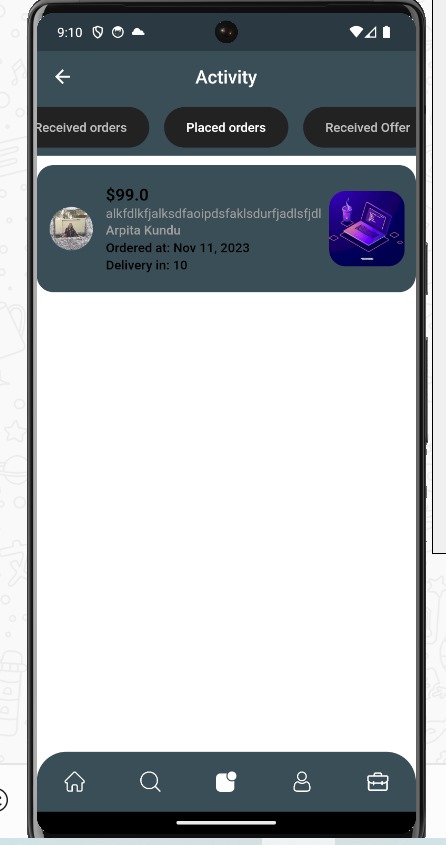 9:10
Activity
Received orders
Placed orders
Received Offer
$99.0
alkfdlkfjalksdfaoipdsfaklsdurfjadlsfjdl
Arpita Kundu
Ordered at: Nov 11, 2023
Delivery in: 10